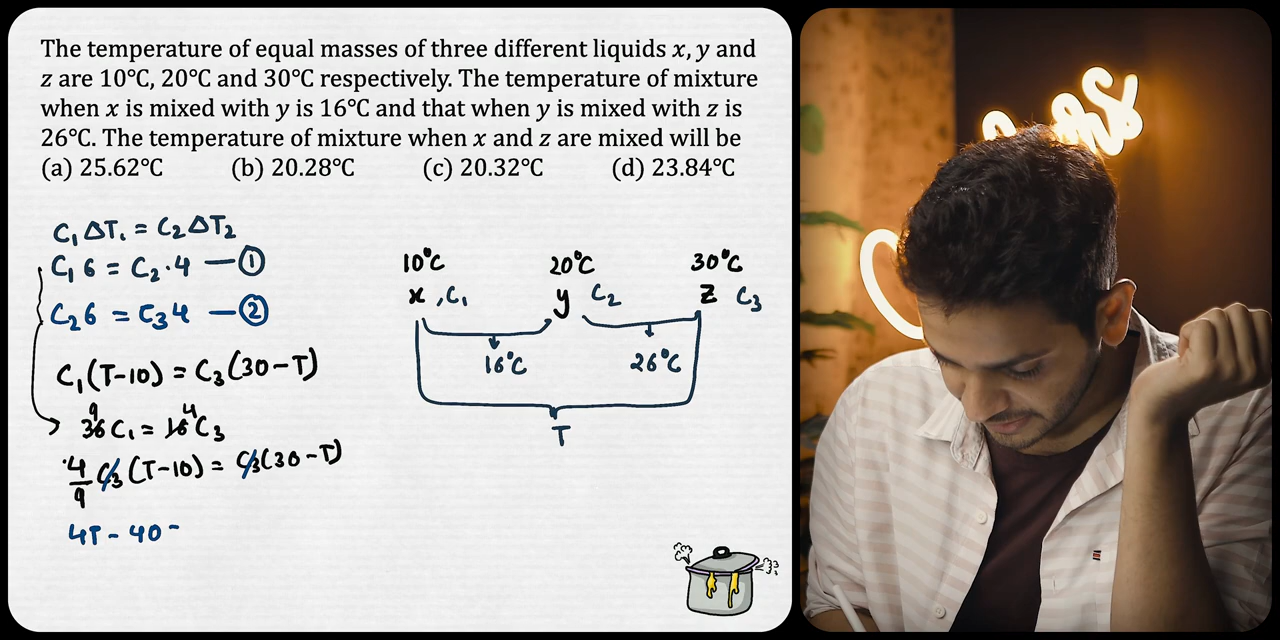 The temperature of equal masses of three different liquids x, y and
z are 10°C, 20°C and 30°C respectively. The temperature of mixture
when x is mixed with y is 16°C and that when y is mixed with z is
26°C. The temperature of mixture when x and z are mixed will be
(a) 25.62°C (b) 20.28°C (c) 20.32°C (d) 23.84°C
C₁ΔT₁ = C₂ΔT₂
C₁ 6 = C₂·4 — ①
C₂6 = C₃4 — ②
C₁(T-10) = C₃(30-T)
9 4
36C₁ = 16C₃
4/9 C₃(T-10) = C₃(30-T)
4T - 40 -
10°C 20°C 30°C
x, C₁ y C₂ z C₃
16°C 26°C
T